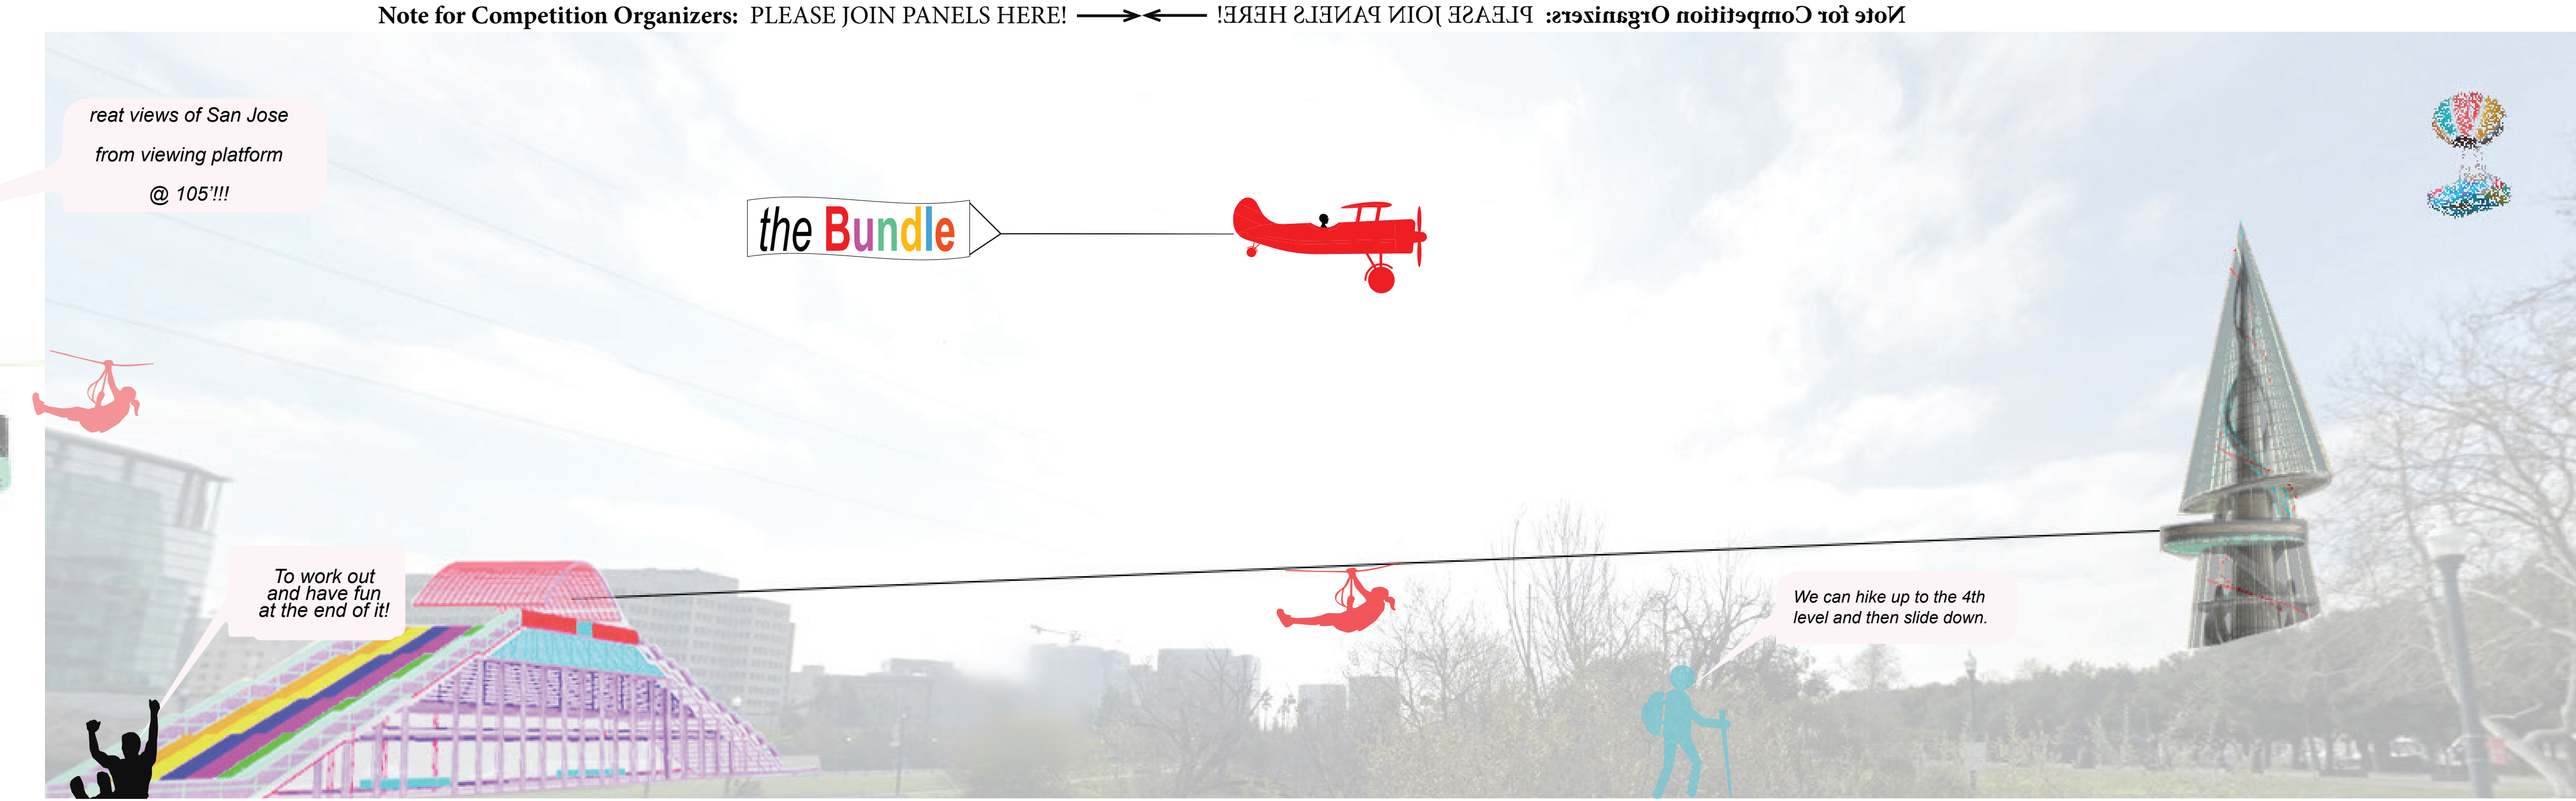 Note for Competition Organizers: PLEASE JOIN PANELS HERE!
Note for Competition Organizers: PLEASE JOIN PANELS HERE!
reat views of San Jose
from viewing platform
@ 105'!!!
the Bundle
To work out
and have fun
at the end of it!
We can hike up to the 4th
level and then slide down.